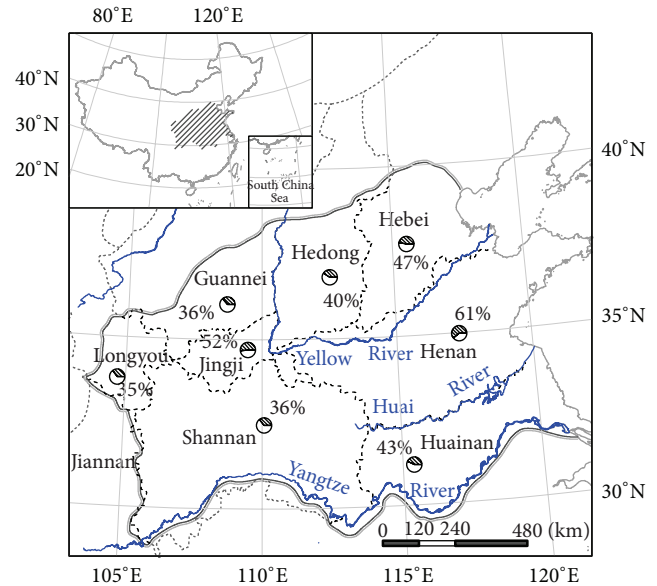 80°E 120°E
40°N
30°N
20°N
South China
Sea
40°N
35°N
30°N
Hebei
47%
Hedong
40%
Guannei
36%
61%
Henan
52%
Jingji
Longyou
35%
Yellow River
Huai River
36%
Shannan
43%
Huainan
Jiannan
Yangtze River
0 120 240 480 (km)
105°E 110°E 115°E 120°E